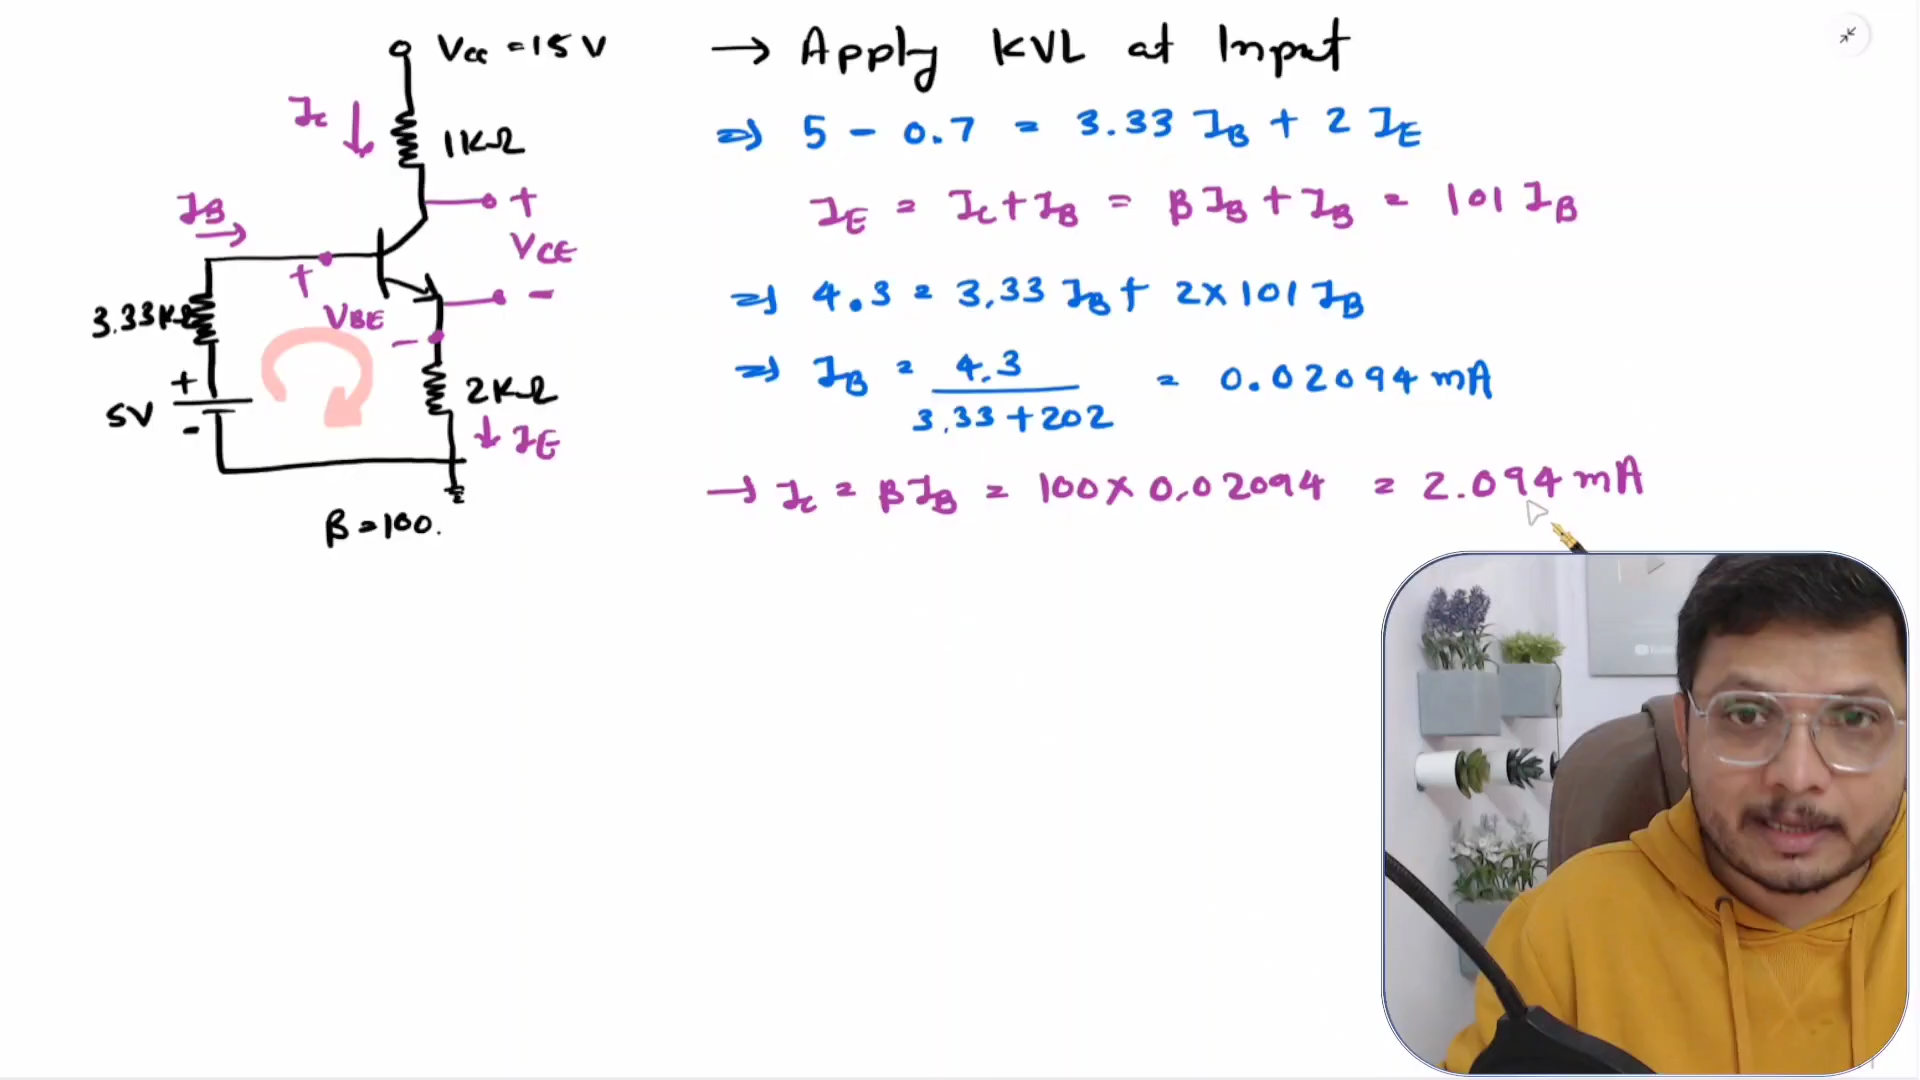 Vcc = 15 V
Ic ↓
1KΩ
IB →
+
VCE
-
+
VBE
-
3.33KΩ
+
5V
-
2KΩ
↓ IE
β = 100.
→ Apply KVL at Input
⇒ 5 - 0.7 = 3.33 IB + 2 IE
IE = Ic + IB = β IB + IB = 101 IB
⇒ 4.3 = 3.33 IB + 2 × 101 IB
⇒ IB = 4.3 / 3.33 + 202 = 0.02094 mA
→ Ic = β IB = 100 × 0.02094 = 2.094 mA